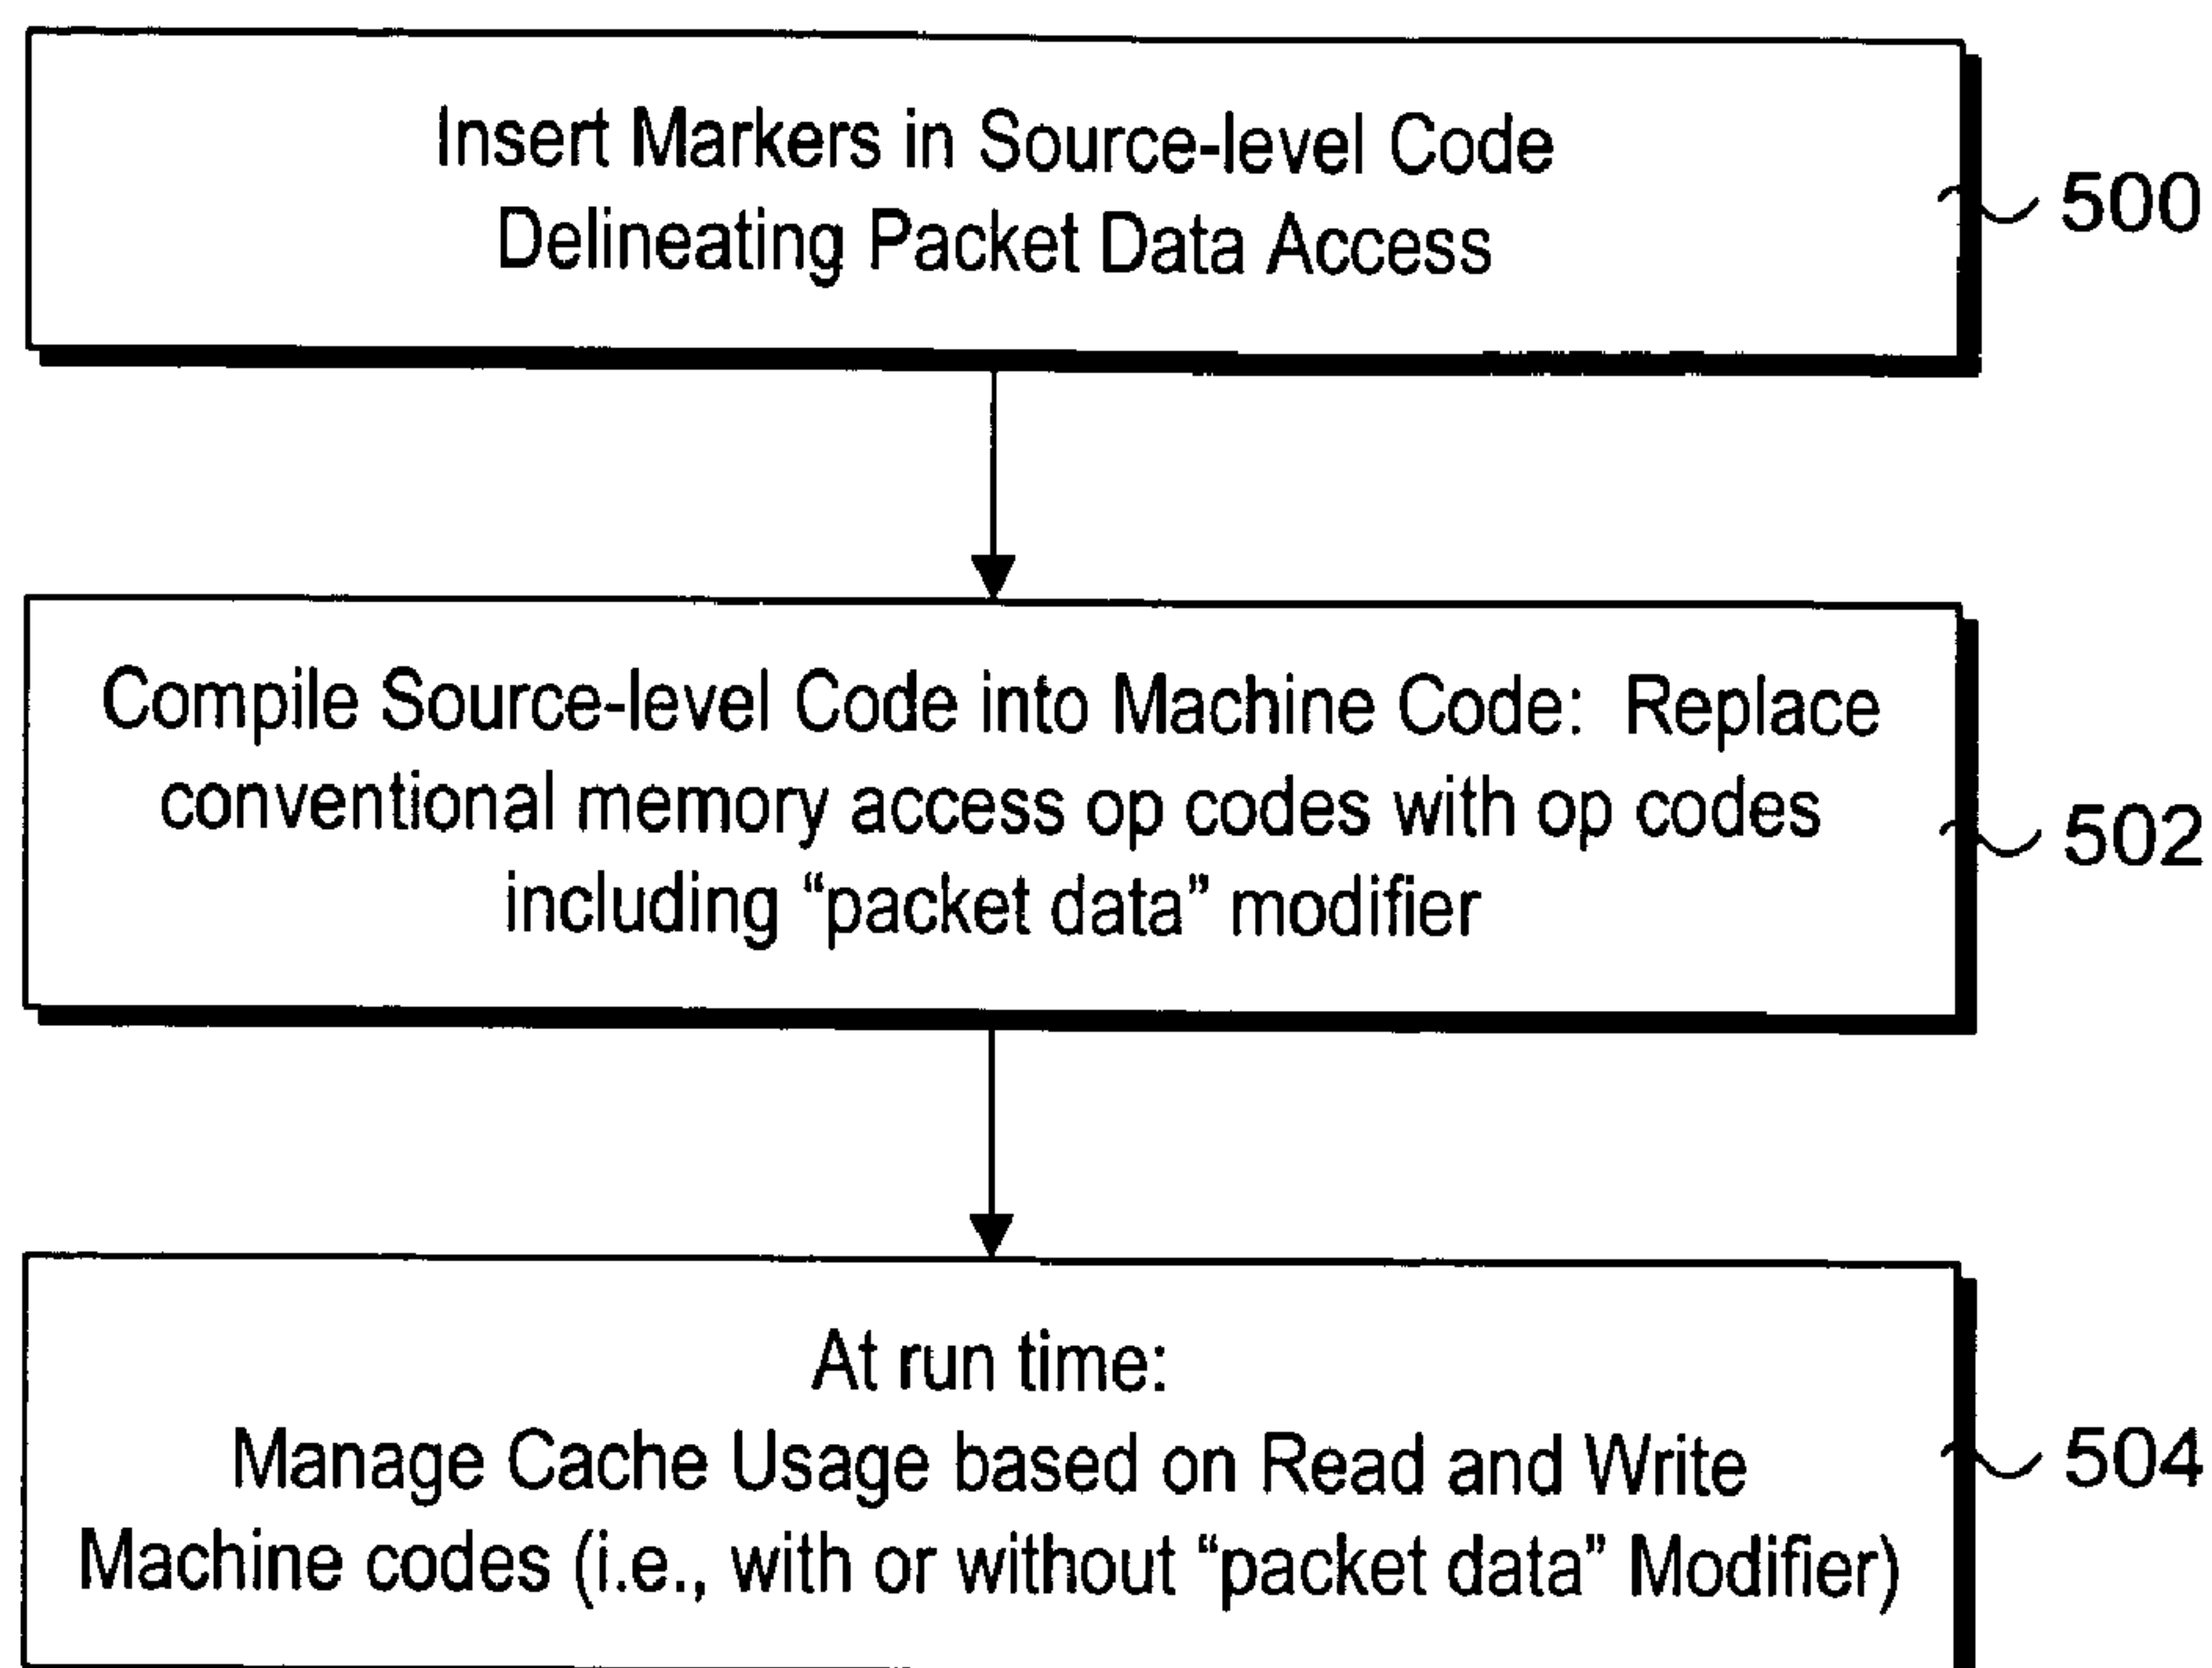 Insert Markers in Source-level Code
Delineating Packet Data Access
500
Compile Source-level Code into Machine Code: Replace
conventional memory access op codes with op codes
including “packet data” modifier
502
At run time:
Manage Cache Usage based on Read and Write
Machine codes (i.e., with or without “packet data” Modifier)
504